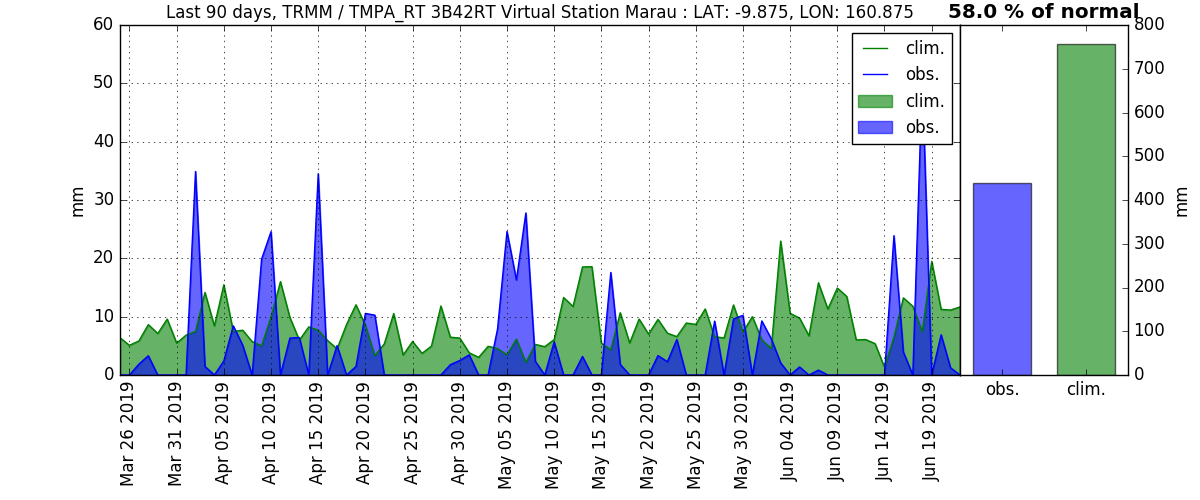 Last 90 days, TRMM / TMPA_RT 3B42RT Virtual Station Marau : LAT: -9.875, LON: 160.875
58.0 % of normal
clim.
obs.
clim.
obs.
mm
60
50
40
30
20
10
0
Mar 26 2019
Mar 31 2019
Apr 05 2019
Apr 10 2019
Apr 15 2019
Apr 20 2019
Apr 25 2019
Apr 30 2019
May 05 2019
May 10 2019
May 15 2019
May 20 2019
May 25 2019
May 30 2019
Jun 04 2019
Jun 09 2019
Jun 14 2019
Jun 19 2019
800
700
600
500
400
300
200
100
0
mm
obs.
clim.